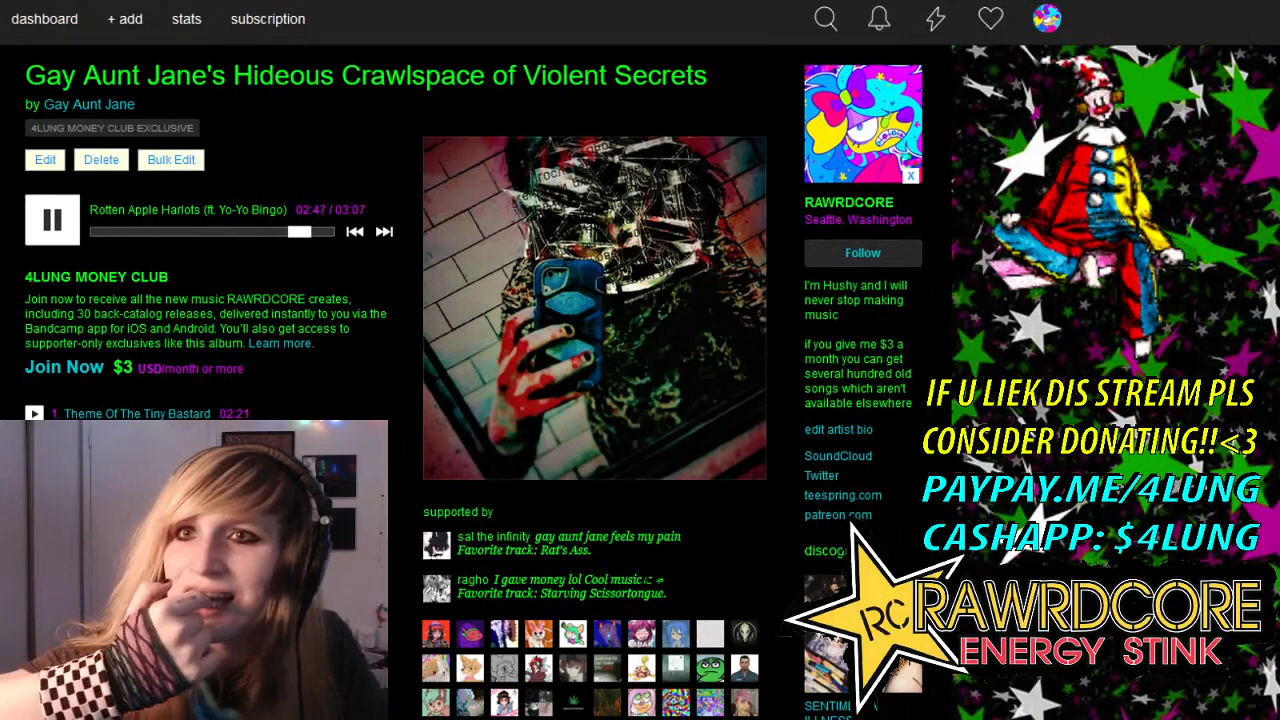 dashboard
+ add
stats
subscription
Gay Aunt Jane's Hideous Crawlspace of Violent Secrets
by Gay Aunt Jane
4LUNG MONEY CLUB EXCLUSIVE
Edit
Delete
Bulk Edit
Rotten Apple Harlots (ft. Yo-Yo Bingo) 02:47 / 03:07
4LUNG MONEY CLUB
Join now to receive all the new music RAWRDCORE creates,
including 30 back-catalog releases, delivered instantly to you via the
Bandcamp app for iOS and Android. You'll also get access to
supporter-only exclusives like this album. Learn more.
Join Now $3 USD/month or more
1. Theme Of The Tiny Bastard 02:21
supported by
sal the infinity gay aunt jane feels my pain
Favorite track: Rat's Ass.
ragho I gave money lol Cool music
Favorite track: Starving Scissortongue.
X
RAWRDCORE
Seattle, Washington
Follow
I'm Hushy and I will
never stop making
music
if you give me $3 a
month you can get
several hundred old
songs which aren't
available elsewhere
edit artist bio
SoundCloud
Twitter
teespring.com
patreon.com
IF U LIEK DIS STREAM PLS
CONSIDER DONATING!!<3
PAYPAY.ME/4LUNG
CASHAPP: $4LUNG
RC RAWRDCORE
ENERGY STINK